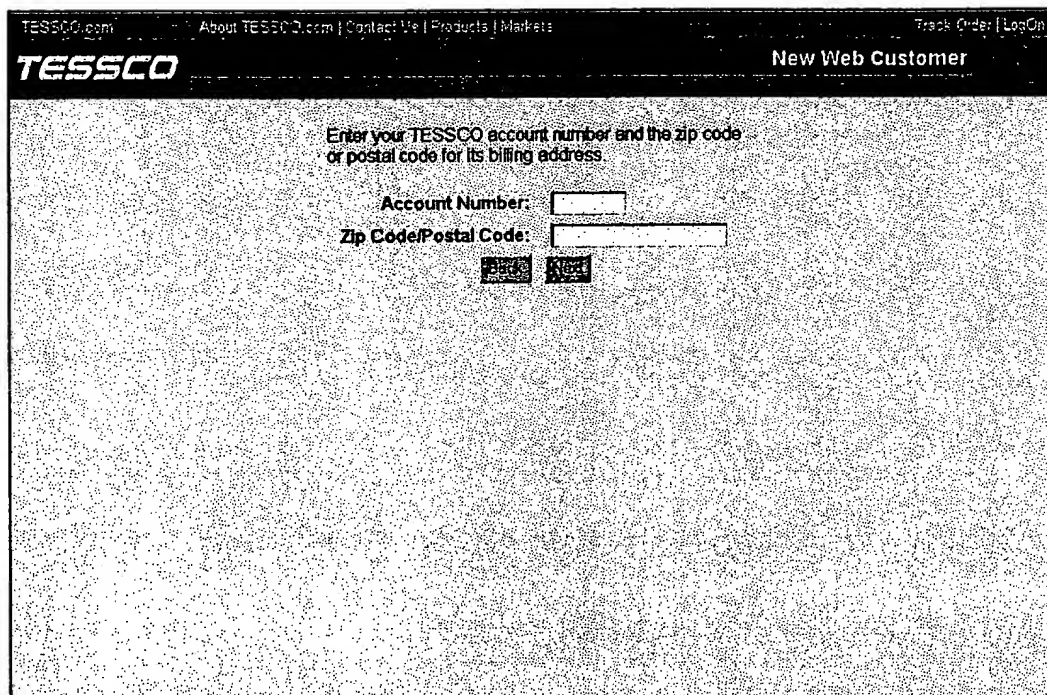 TESSCO.com About TESSCO.com | Contact Us | Products | Markets Track Order | LogOn
TESSCO New Web Customer
Enter your TESSCO account number and the zip code
or postal code for its billing address.
Account Number:
Zip Code/Postal Code:
Back Next